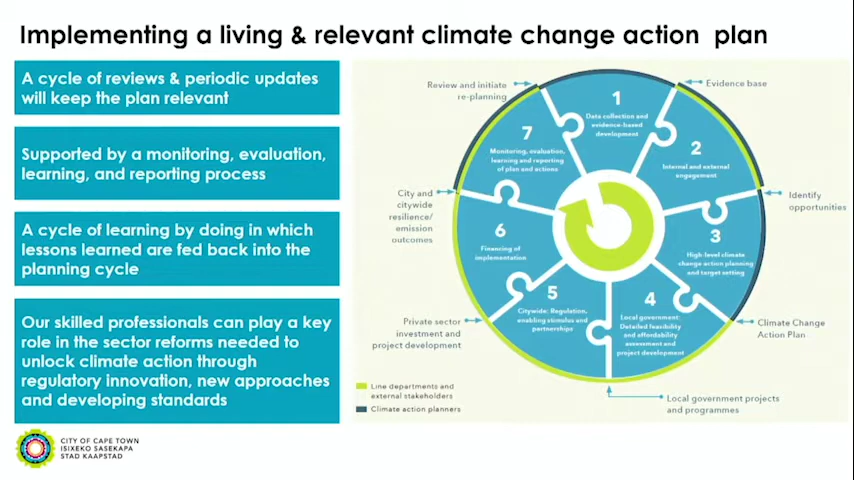 Implementing a living & relevant climate change action plan
A cycle of reviews & periodic updates
will keep the plan relevant
Supported by a monitoring, evaluation,
learning, and reporting process
A cycle of learning by doing in which
lessons learned are fed back into the
planning cycle
Our skilled professionals can play a key
role in the sector reforms needed to
unlock climate action through
regulatory innovation, new approaches
and developing standards
Review and initiate
re-planning
Evidence base
1
Data collection and
evidence-based
development
2
Internal and external
engagement
Identify
opportunities
3
High-level climate
change action planning
and target setting
Climate Change
Action Plan
4
Local government:
Detailed feasibility
and affordability
assessment and
project development
Local government projects
and programmes
5
Citywide: Regulation,
enabling stimulus and
partnerships
Private sector
investment and
project development
6
Financing of
implementation
City and
citywide
resilience/
emission
outcomes
7
Monitoring, evaluation,
learning and reporting
of plan and actions
Line departments and
external stakeholders
Climate action planners
CITY OF CAPE TOWN
ISIXEKO SASEKAPA
STAD KAAPSTAD